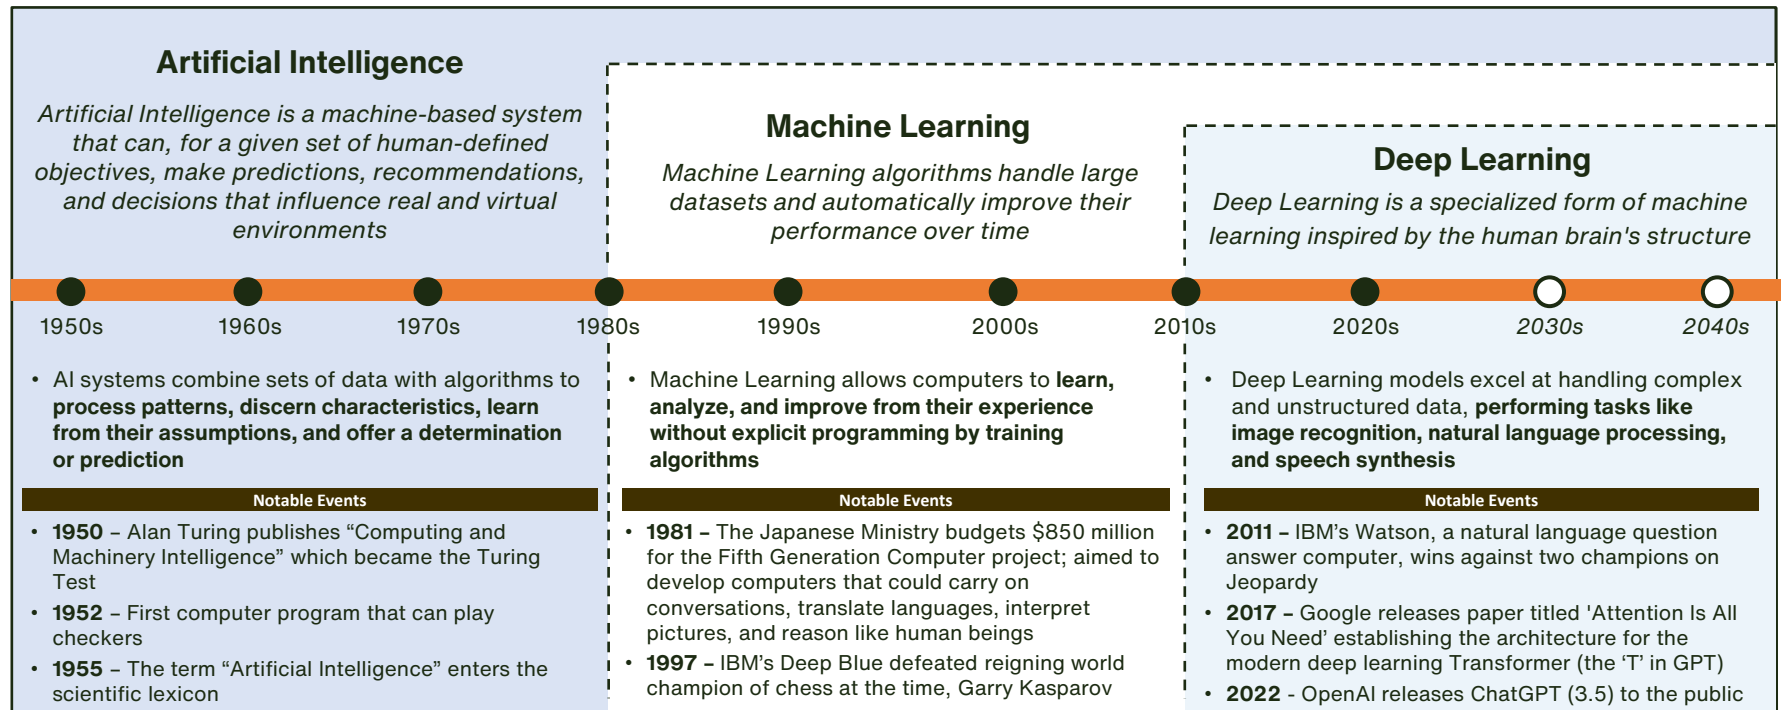 Artificial Intelligence
Artificial Intelligence is a machine-based system
that can, for a given set of human-defined
objectives, make predictions, recommendations,
and decisions that influence real and virtual
environments
Machine Learning
Machine Learning algorithms handle large
datasets and automatically improve their
performance over time
Deep Learning
Deep Learning is a specialized form of machine
learning inspired by the human brain's structure
1950s 1960s 1970s 1980s 1990s 2000s 2010s 2020s 2030s 2040s
• AI systems combine sets of data with algorithms to
process patterns, discern characteristics, learn
from their assumptions, and offer a determination
or prediction
Notable Events
• 1950 – Alan Turing publishes “Computing and
Machinery Intelligence” which became the Turing
Test
• 1952 – First computer program that can play
checkers
• 1955 – The term “Artificial Intelligence” enters the
scientific lexicon
• Machine Learning allows computers to learn,
analyze, and improve from their experience
without explicit programming by training
algorithms
Notable Events
• 1981 – The Japanese Ministry budgets $850 million
for the Fifth Generation Computer project; aimed to
develop computers that could carry on
conversations, translate languages, interpret
pictures, and reason like human beings
• 1997 – IBM’s Deep Blue defeated reigning world
champion of chess at the time, Garry Kasparov
• Deep Learning models excel at handling complex
and unstructured data, performing tasks like
image recognition, natural language processing,
and speech synthesis
Notable Events
• 2011 – IBM’s Watson, a natural language question
answer computer, wins against two champions on
Jeopardy
• 2017 – Google releases paper titled 'Attention Is All
You Need’ establishing the architecture for the
modern deep learning Transformer (the ‘T’ in GPT)
• 2022 - OpenAI releases ChatGPT (3.5) to the public